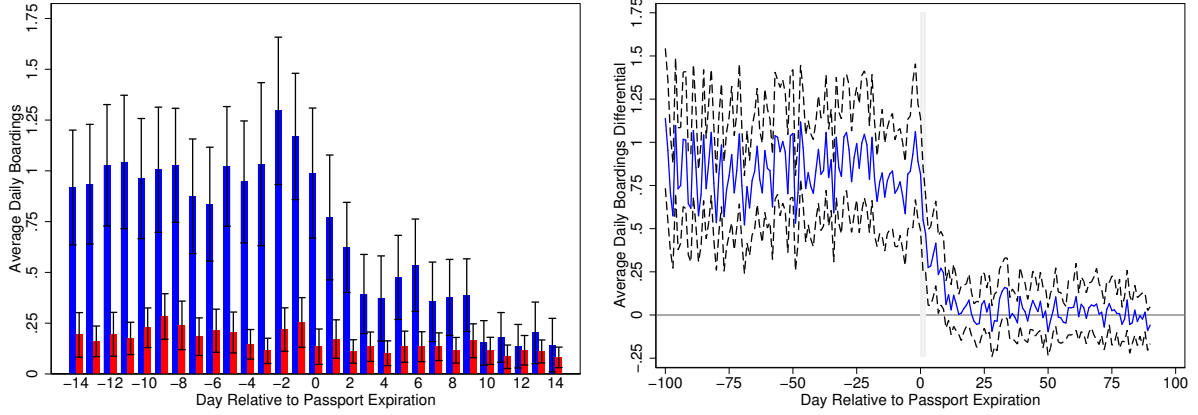 Average Daily Boardings
1.75
1.5
1.25
1
.75
.5
.25
0
−14 −12 −10 −8 −6 −4 −2 0 2 4 6 8 10 12 14
Day Relative to Passport Expiration
Average Daily Boardings Differential
1.75
1.5
1.25
1
.75
.5
.25
0
−.25
−100 −75 −50 −25 0 25 50 75 100
Day Relative to Passport Expiration